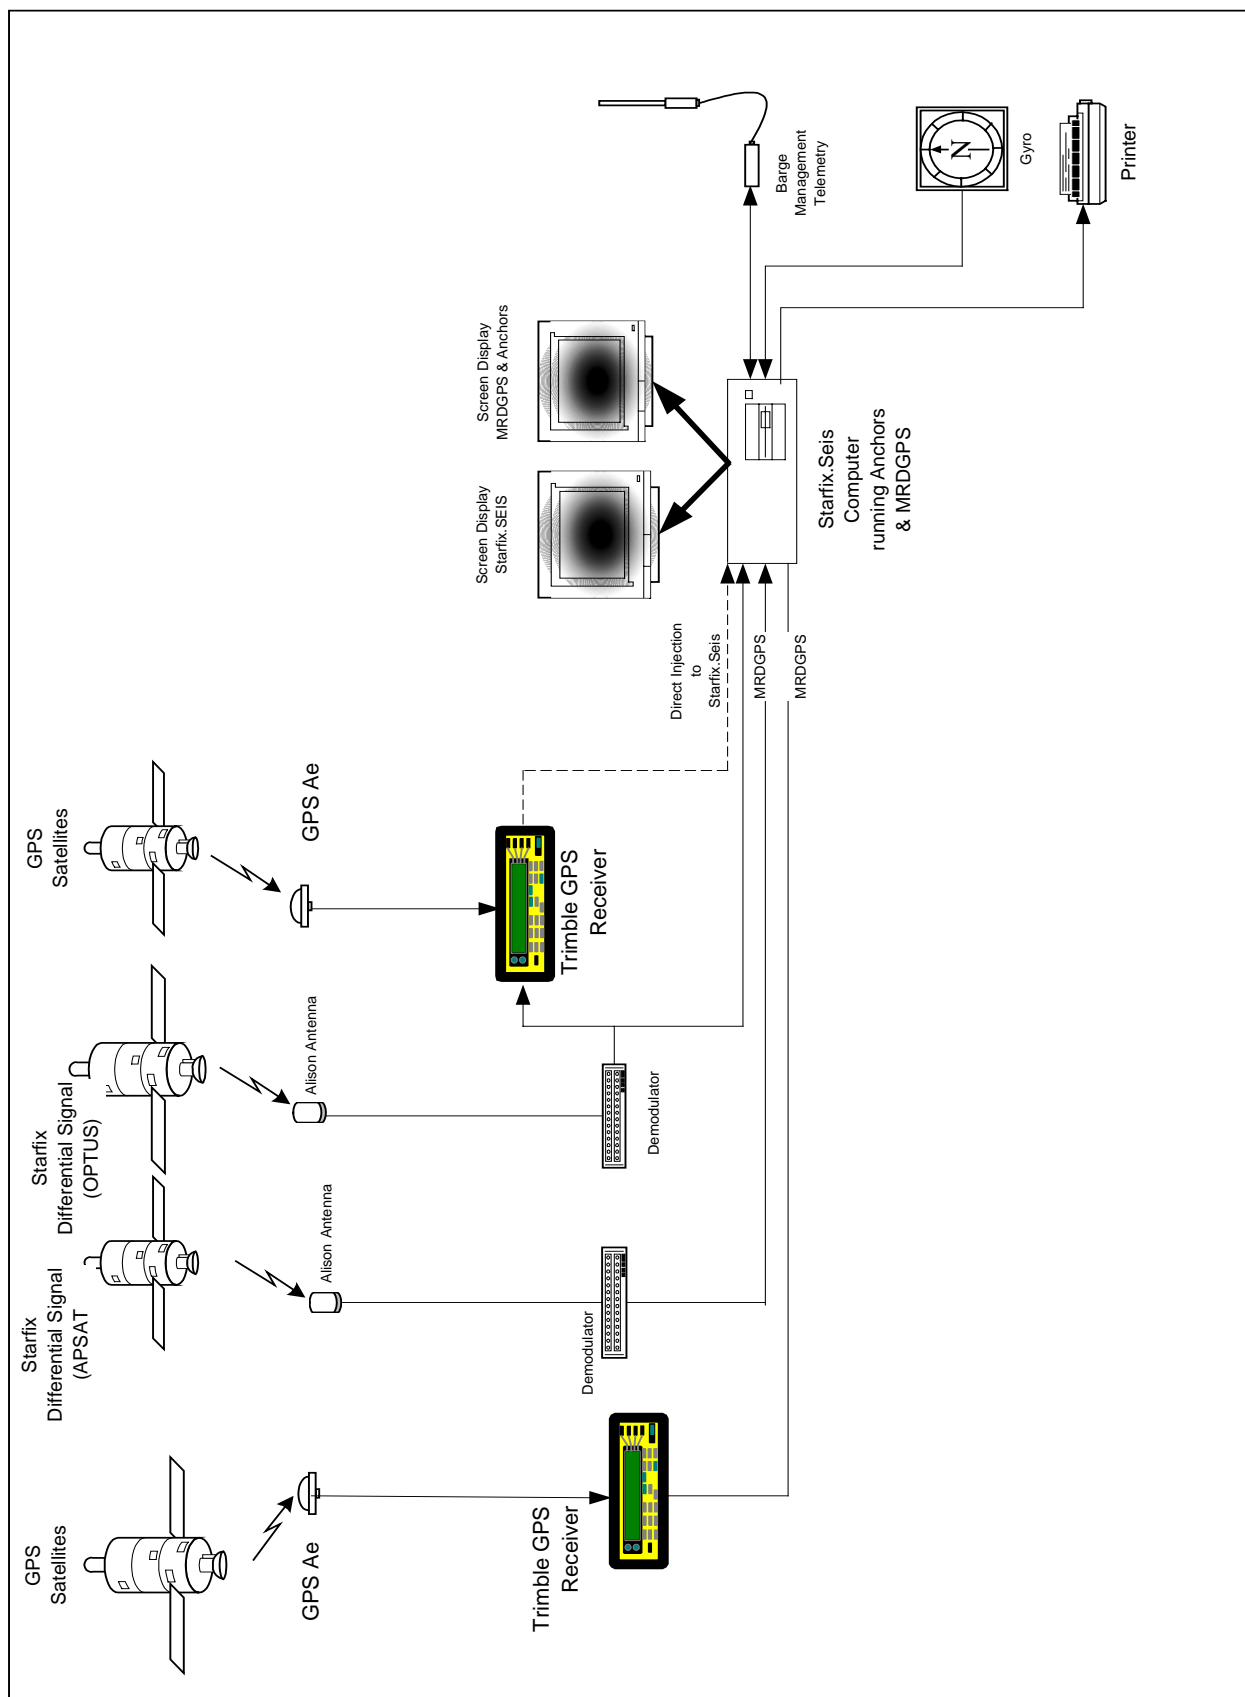 GPS
Satellites
Starfix
Differential Signal
(APSAT
Starfix
Differential Signal
(OPTUS)
GPS
Satellites
GPS Ae
Alison Antenna
Alison Antenna
GPS Ae
Trimble GPS
Receiver
Demodulator
Demodulator
Trimble GPS
Receiver
Direct Injection
to
Starfix.Seis
MRDGPS
MRDGPS
Screen Display
Starfix.SEIS
Screen Display
MRDGPS & Anchors
Starfix.Seis
Computer
running Anchors
& MRDGPS
Barge
Management
Telemetry
N
Gyro
Printer